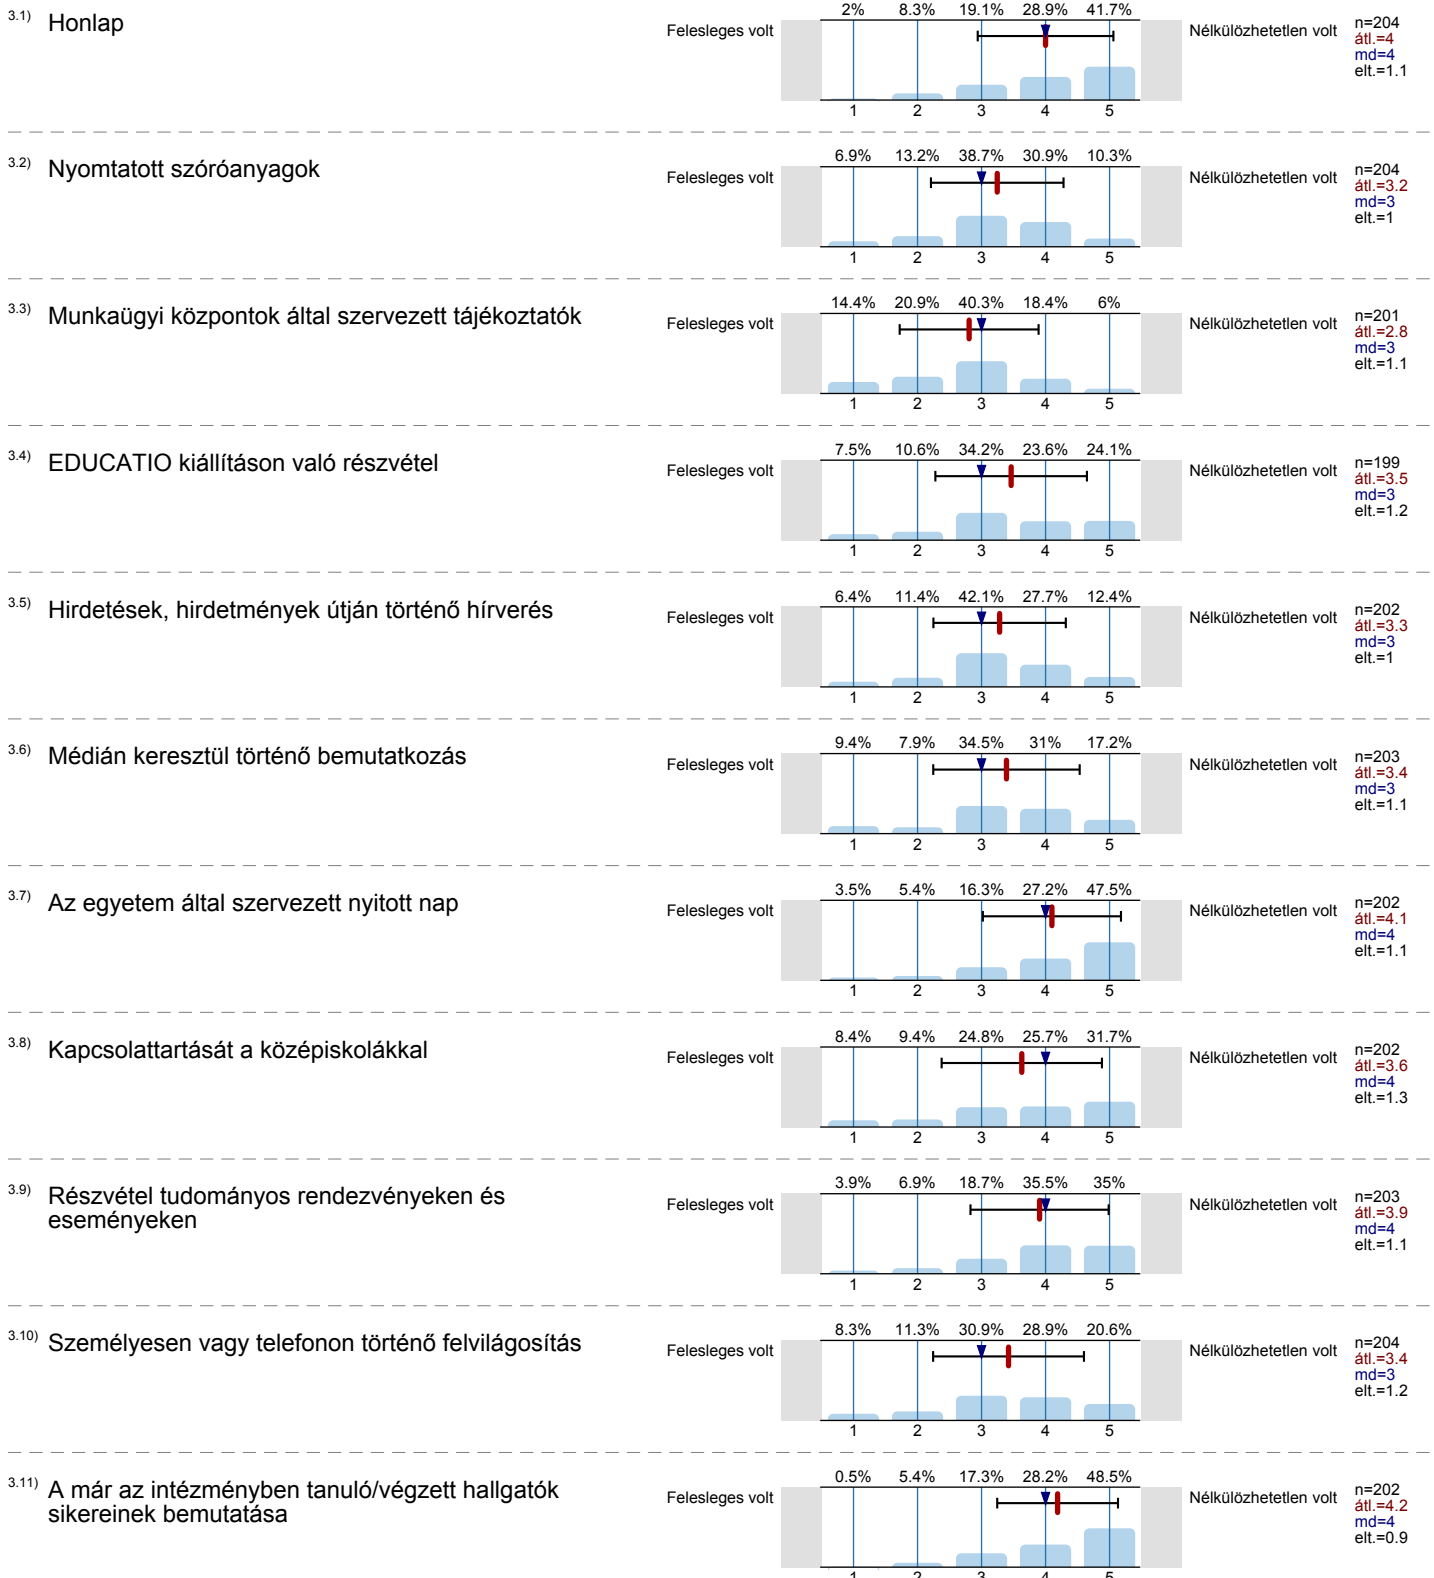 3.1) Honlap
2% 8.3% 19.1% 28.9% 41.7%
Felesleges volt
Nélkülözhetetlen volt
n=204
átl.=4
md=4
elt.=1.1
1 2 3 4 5
3.2) Nyomtatott szóróanyagok
6.9% 13.2% 38.7% 30.9% 10.3%
Felesleges volt
Nélkülözhetetlen volt
n=204
átl.=3.2
md=3
elt.=1
1 2 3 4 5
3.3) Munkaügyi központok által szervezett tájékoztatók
14.4% 20.9% 40.3% 18.4% 6%
Felesleges volt
Nélkülözhetetlen volt
n=201
átl.=2.8
md=3
elt.=1.1
1 2 3 4 5
3.4) EDUCATIO kiállításon való részvétel
7.5% 10.6% 34.2% 23.6% 24.1%
Felesleges volt
Nélkülözhetetlen volt
n=199
átl.=3.5
md=3
elt.=1.2
1 2 3 4 5
3.5) Hirdetések, hirdetmények útján történő hírverés
6.4% 11.4% 42.1% 27.7% 12.4%
Felesleges volt
Nélkülözhetetlen volt
n=202
átl.=3.3
md=3
elt.=1
1 2 3 4 5
3.6) Médián keresztül történő bemutatkozás
9.4% 7.9% 34.5% 31% 17.2%
Felesleges volt
Nélkülözhetetlen volt
n=203
átl.=3.4
md=3
elt.=1.1
1 2 3 4 5
3.7) Az egyetem által szervezett nyitott nap
3.5% 5.4% 16.3% 27.2% 47.5%
Felesleges volt
Nélkülözhetetlen volt
n=202
átl.=4.1
md=4
elt.=1.1
1 2 3 4 5
3.8) Kapcsolattartását a középiskolákkal
8.4% 9.4% 24.8% 25.7% 31.7%
Felesleges volt
Nélkülözhetetlen volt
n=202
átl.=3.6
md=4
elt.=1.3
1 2 3 4 5
3.9) Részvétel tudományos rendezvényeken és
eseményeken
3.9% 6.9% 18.7% 35.5% 35%
Felesleges volt
Nélkülözhetetlen volt
n=203
átl.=3.9
md=4
elt.=1.1
1 2 3 4 5
3.10) Személyesen vagy telefonon történő felvilágosítás
8.3% 11.3% 30.9% 28.9% 20.6%
Felesleges volt
Nélkülözhetetlen volt
n=204
átl.=3.4
md=3
elt.=1.2
1 2 3 4 5
3.11) A már az intézményben tanuló/végzett hallgatók
sikereinek bemutatása
0.5% 5.4% 17.3% 28.2% 48.5%
Felesleges volt
Nélkülözhetetlen volt
n=202
átl.=4.2
md=4
elt.=0.9
1 2 3 4 5